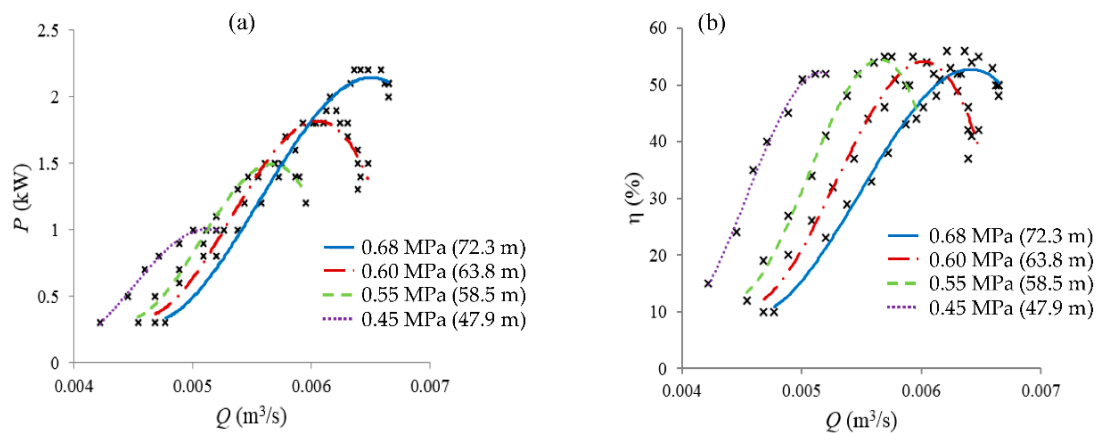 (a)
2.5
2
1.5
1
0.5
0
P (kW)
0.004 0.005 0.006 0.007
Q (m³/s)
0.68 MPa (72.3 m)
0.60 MPa (63.8 m)
0.55 MPa (58.5 m)
0.45 MPa (47.9 m)
(b)
60
50
40
30
20
10
0
η (%)
0.004 0.005 0.006 0.007
Q (m³/s)
0.68 MPa (72.3 m)
0.60 MPa (63.8 m)
0.55 MPa (58.5 m)
0.45 MPa (47.9 m)